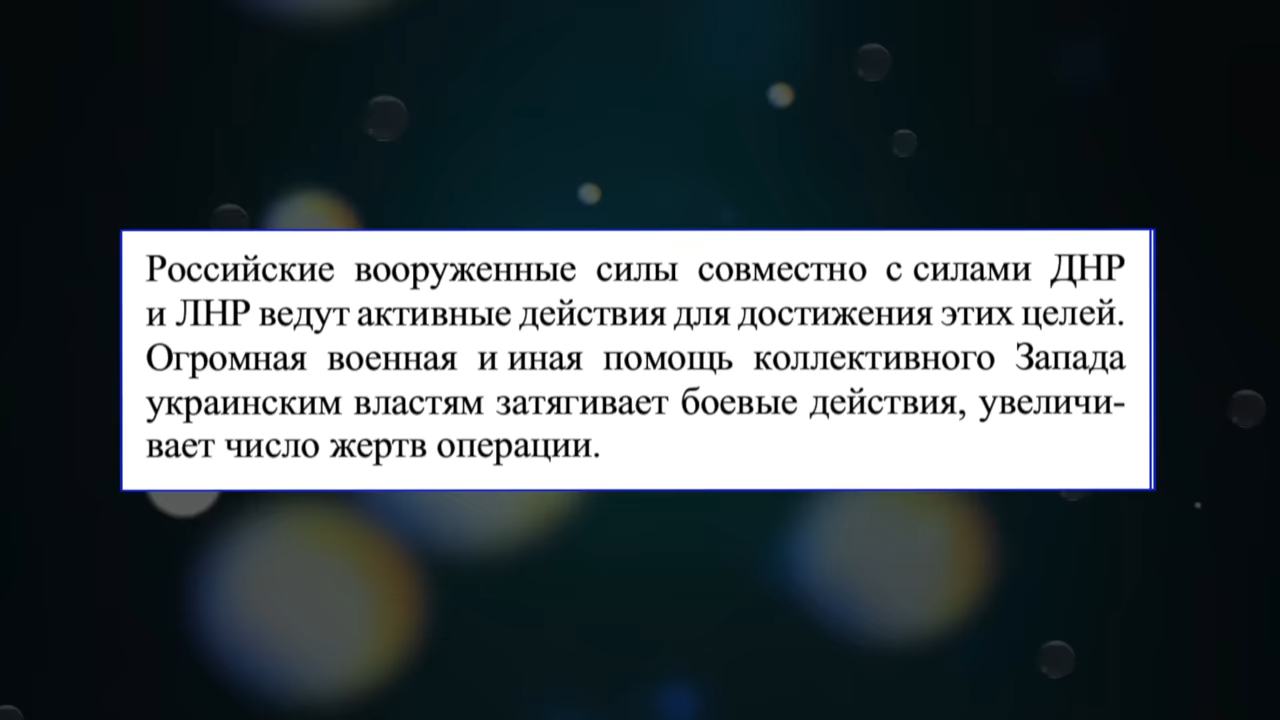 Российские вооруженные силы совместно с силами ДНР
и ЛНР ведут активные действия для достижения этих целей.
Огромная военная и иная помощь коллективного Запада
украинским властям затягивает боевые действия, увеличи-
вает число жертв операции.